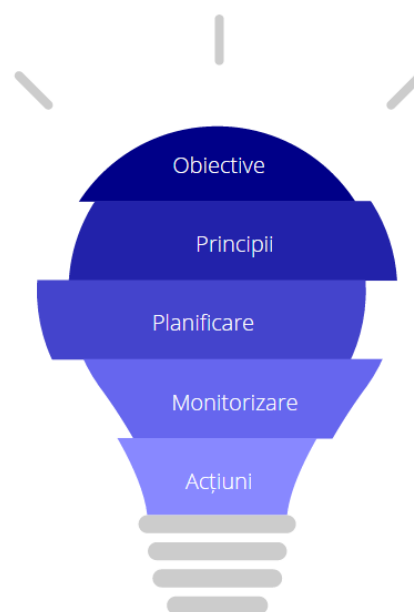 Obiective
Principii
Planificare
Monitorizare
Acțiuni